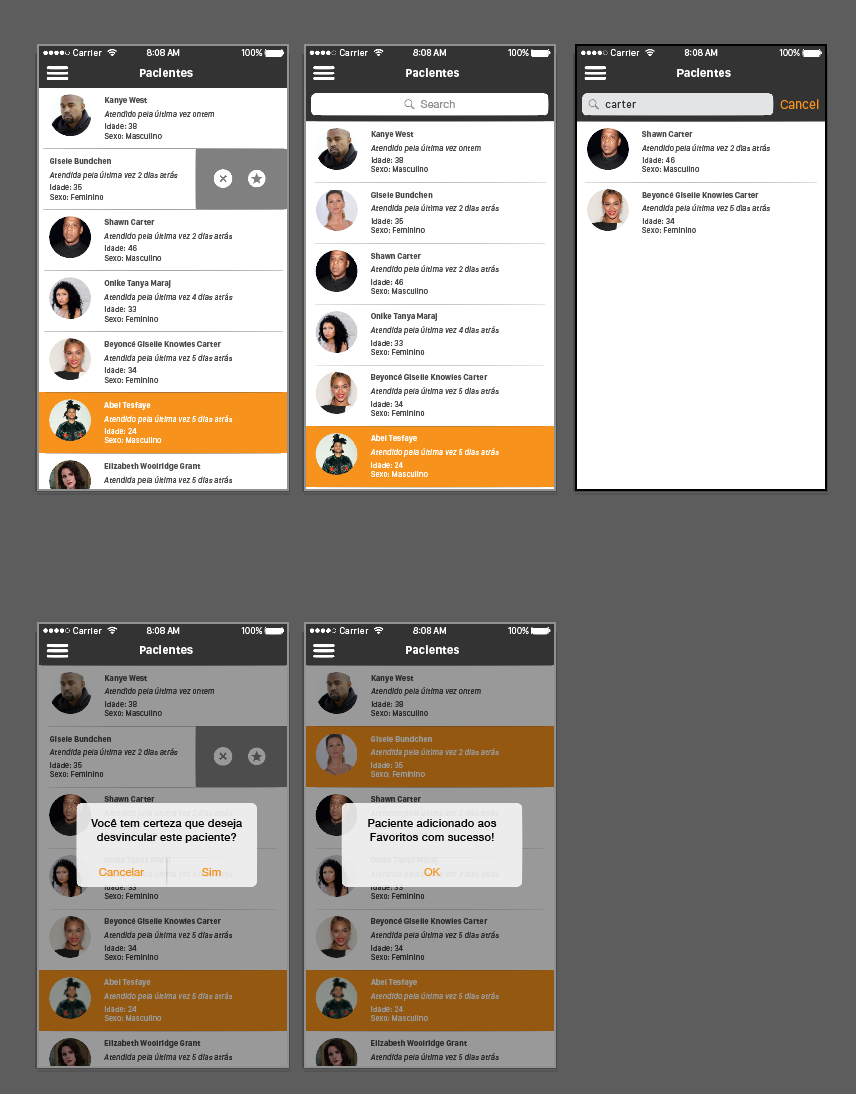 Carrier 8:08 AM 100%
Pacientes
Kanye West
Atendido pela última vez ontem
Idade: 38
Sexo: Masculino
Gisele Bundchen
Atendida pela última vez 2 dias atrás
Idade: 35
Sexo: Feminino
Shawn Carter
Atendido pela última vez 2 dias atrás
Idade: 46
Sexo: Masculino
Onike Tanya Maraj
Atendida pela última vez 4 dias atrás
Idade: 33
Sexo: Feminino
Beyoncé Giselle Knowles Carter
Atendida pela última vez 5 dias atrás
Idade: 34
Sexo: Feminino
Abel Tesfaye
Atendido pela última vez 5 dias atrás
Idade: 24
Sexo: Masculino
Elizabeth Woolridge Grant
Atendida pela última vez 5 dias atrás
Carrier 8:08 AM 100%
Pacientes
Search
Kanye West
Atendido pela última vez ontem
Idade: 38
Sexo: Masculino
Gisele Bundchen
Atendida pela última vez 2 dias atrás
Idade: 35
Sexo: Feminino
Shawn Carter
Atendido pela última vez 2 dias atrás
Idade: 46
Sexo: Masculino
Onike Tanya Maraj
Atendida pela última vez 4 dias atrás
Idade: 33
Sexo: Feminino
Beyoncé Giselle Knowles Carter
Atendida pela última vez 5 dias atrás
Idade: 34
Sexo: Feminino
Abel Tesfaye
Atendido pela última vez 5 dias atrás
Idade: 24
Sexo: Masculino
Carrier 8:08 AM 100%
Pacientes
carter Cancel
Shawn Carter
Atendido pela última vez 2 dias atrás
Idade: 46
Sexo: Masculino
Beyoncé Giselle Knowles Carter
Atendida pela última vez 5 dias atrás
Idade: 34
Sexo: Feminino
Carrier 8:08 AM 100%
Pacientes
Kanye West
Atendido pela última vez ontem
Idade: 38
Sexo: Masculino
Gisele Bundchen
Atendida pela última vez 2 dias atrás
Idade: 35
Sexo: Feminino
Shawn Carter
Você tem certeza que deseja
desvincular este paciente?
Onike Tanya Maraj
Cancelar Sim
Idade: 33
Sexo: Feminino
Beyoncé Giselle Knowles Carter
Atendida pela última vez 5 dias atrás
Idade: 34
Sexo: Feminino
Abel Tesfaye
Atendido pela última vez 5 dias atrás
Idade: 24
Sexo: Masculino
Elizabeth Woolridge Grant
Atendida pela última vez 5 dias atrás
Carrier 8:08 AM 100%
Pacientes
Kanye West
Atendido pela última vez ontem
Idade: 38
Sexo: Masculino
Gisele Bundchen
Atendida pela última vez 2 dias atrás
Idade: 35
Sexo: Feminino
Shawn Carter
Paciente adicionado aos
Favoritos com sucesso!
OK
Idade: 33
Sexo: Feminino
Beyoncé Giselle Knowles Carter
Atendida pela última vez 5 dias atrás
Idade: 34
Sexo: Feminino
Abel Tesfaye
Atendido pela última vez 5 dias atrás
Idade: 24
Sexo: Masculino
Elizabeth Woolridge Grant
Atendida pela última vez 5 dias atrás